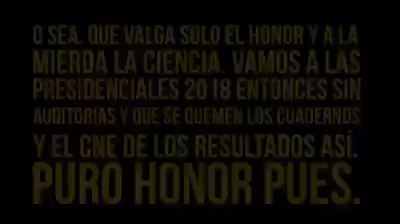 O SEA. QUE VALGA SOLO EL HONOR Y A LA
MIERDA LA CIENCIA. VAMOS A LAS
PRESIDENCIALES 2018 ENTONCES SIN
AUDITORIAS Y QUE SE QUEMEN LOS CUADERNOS
Y EL CNE DE LOS RESULTADOS ASÍ.
PURO HONOR PUES.